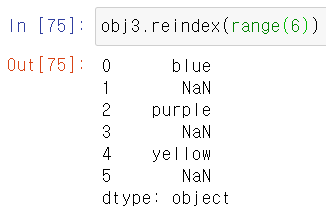 In [75]: obj3.reindex(range(6))
Out[75]: 0 blue
1 NaN
2 purple
3 NaN
4 yellow
5 NaN
dtype: object